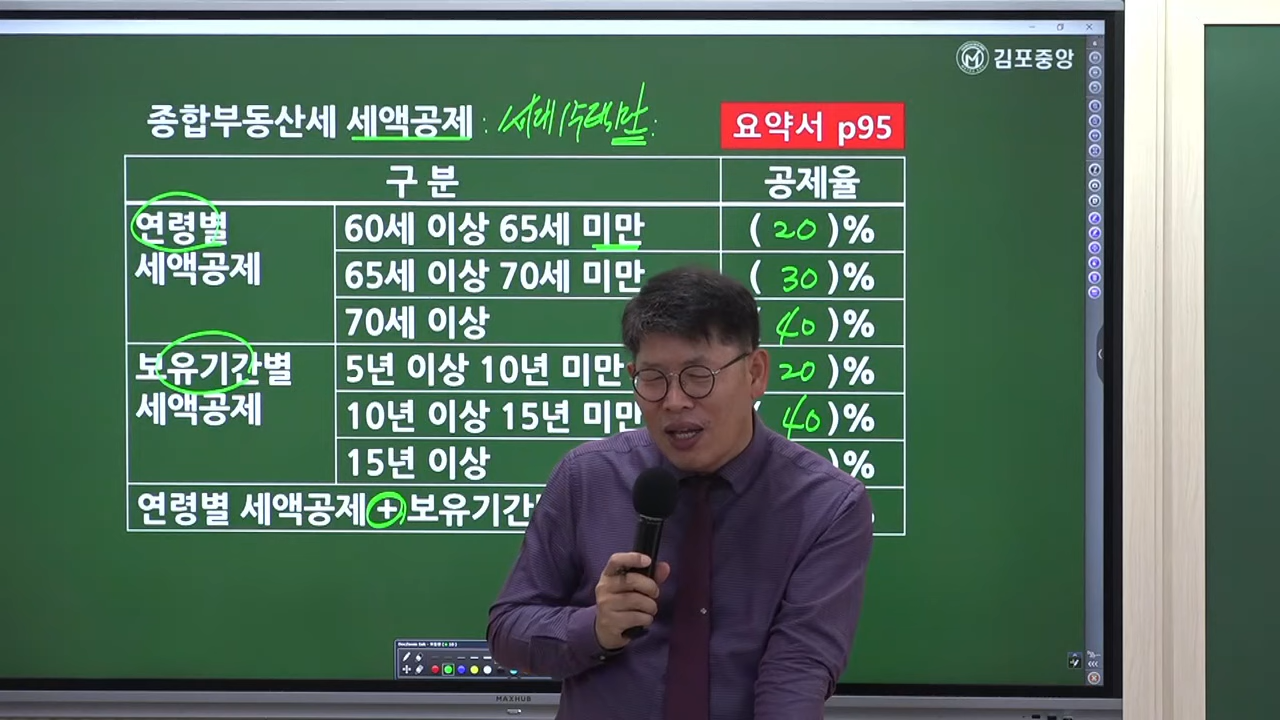 김포중앙
종합부동산세 세액공제 : 세대 1주택만 :
요약서 p95
구 분 공제율
연령별 세액공제
60세 이상 65세 미만 ( 20 )%
65세 이상 70세 미만 ( 30 )%
70세 이상 40 )%
보유기간별 세액공제
5년 이상 10년 미만 20 )%
10년 이상 15년 미만 40 )%
15년 이상 )%
연령별 세액공제 + 보유기간
MAXHUB